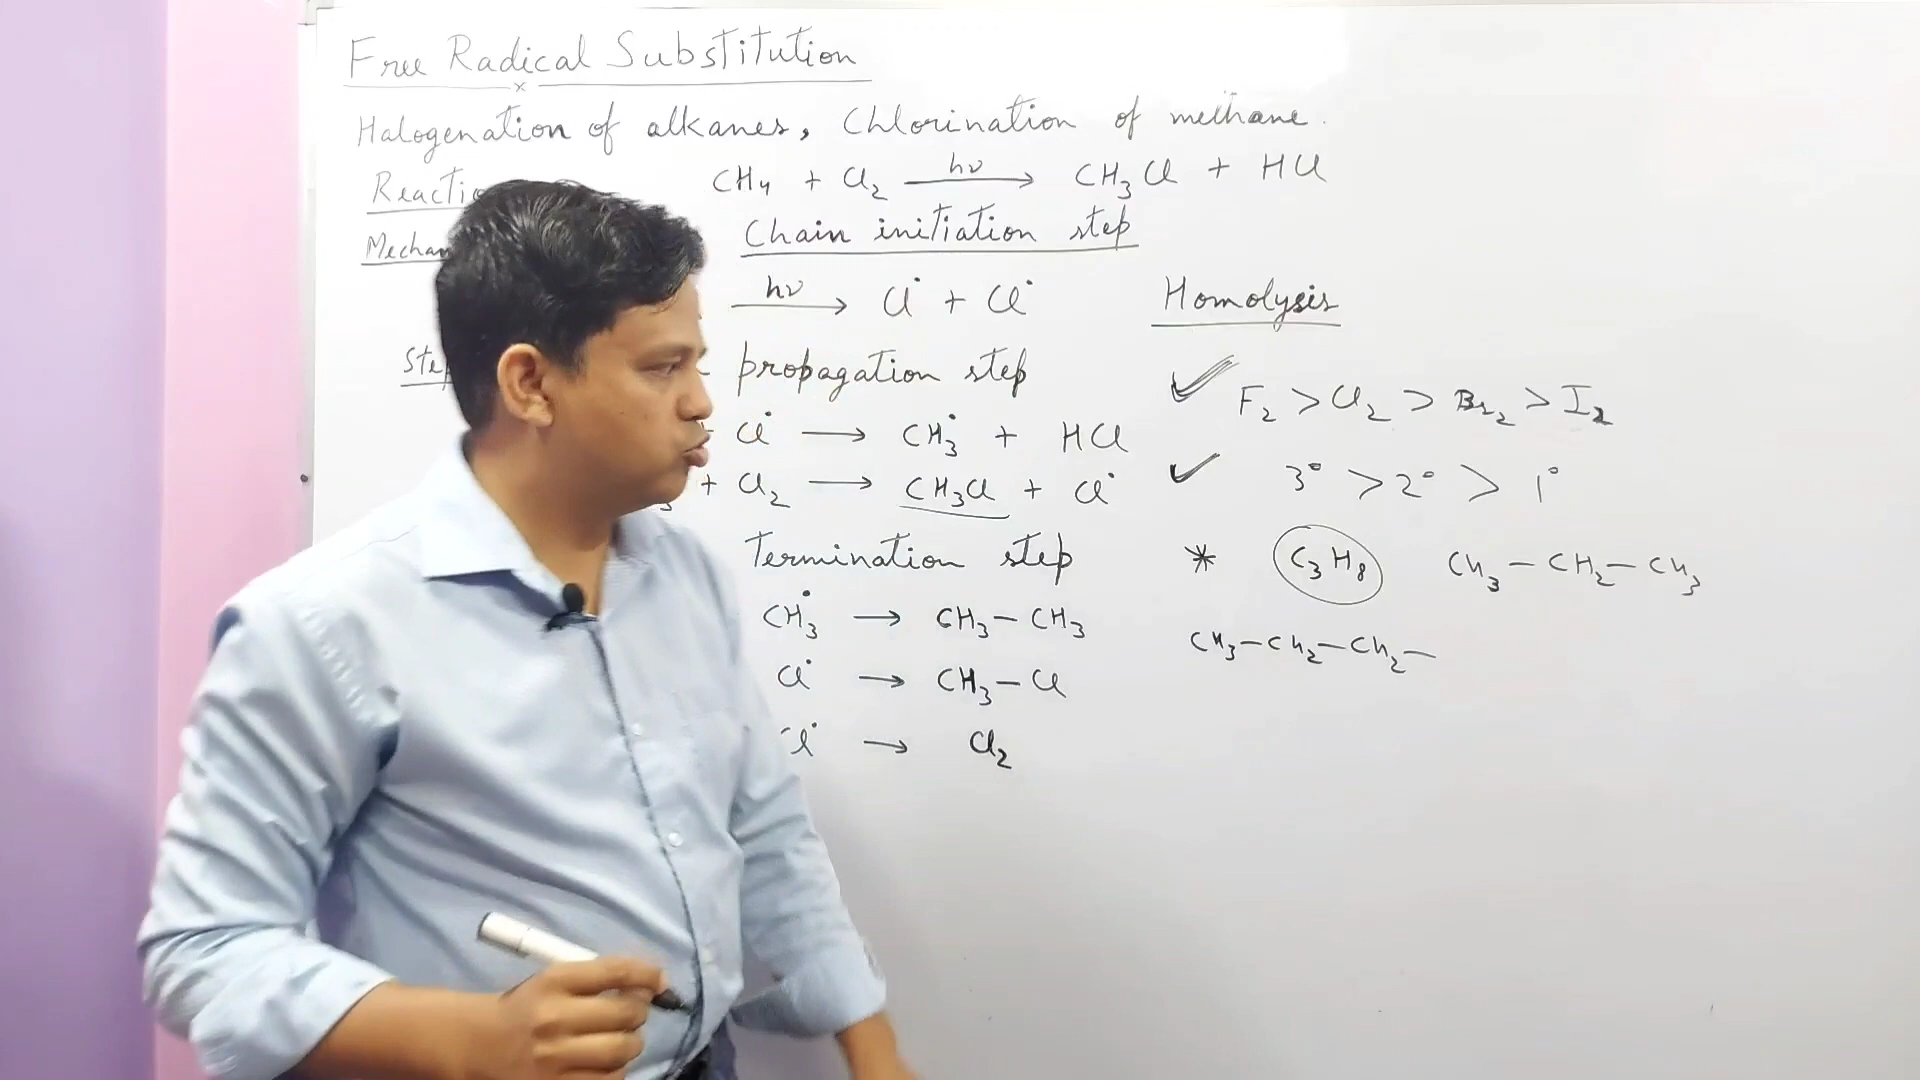 Free Radical Substitution
Halogenation of alkanes, Chlorination of methane.
CH₄ + Cl₂ —hν→ CH₃Cl + HCl
Chain initiation step
—hν→ Cl• + Cl•
Homolysis
propagation step
✓ F₂ > Cl₂ > Br₂ > I₂
Cl• → CH₃• + HCl
✓ 3° > 2° > 1°
+ Cl₂ → CH₃Cl + Cl•
Termination step
* C₃H₈ CH₃–CH₂–CH₃
CH₃• → CH₃–CH₃
CH₃–CH₂–CH₂–
Cl• → CH₃–Cl
→ Cl₂